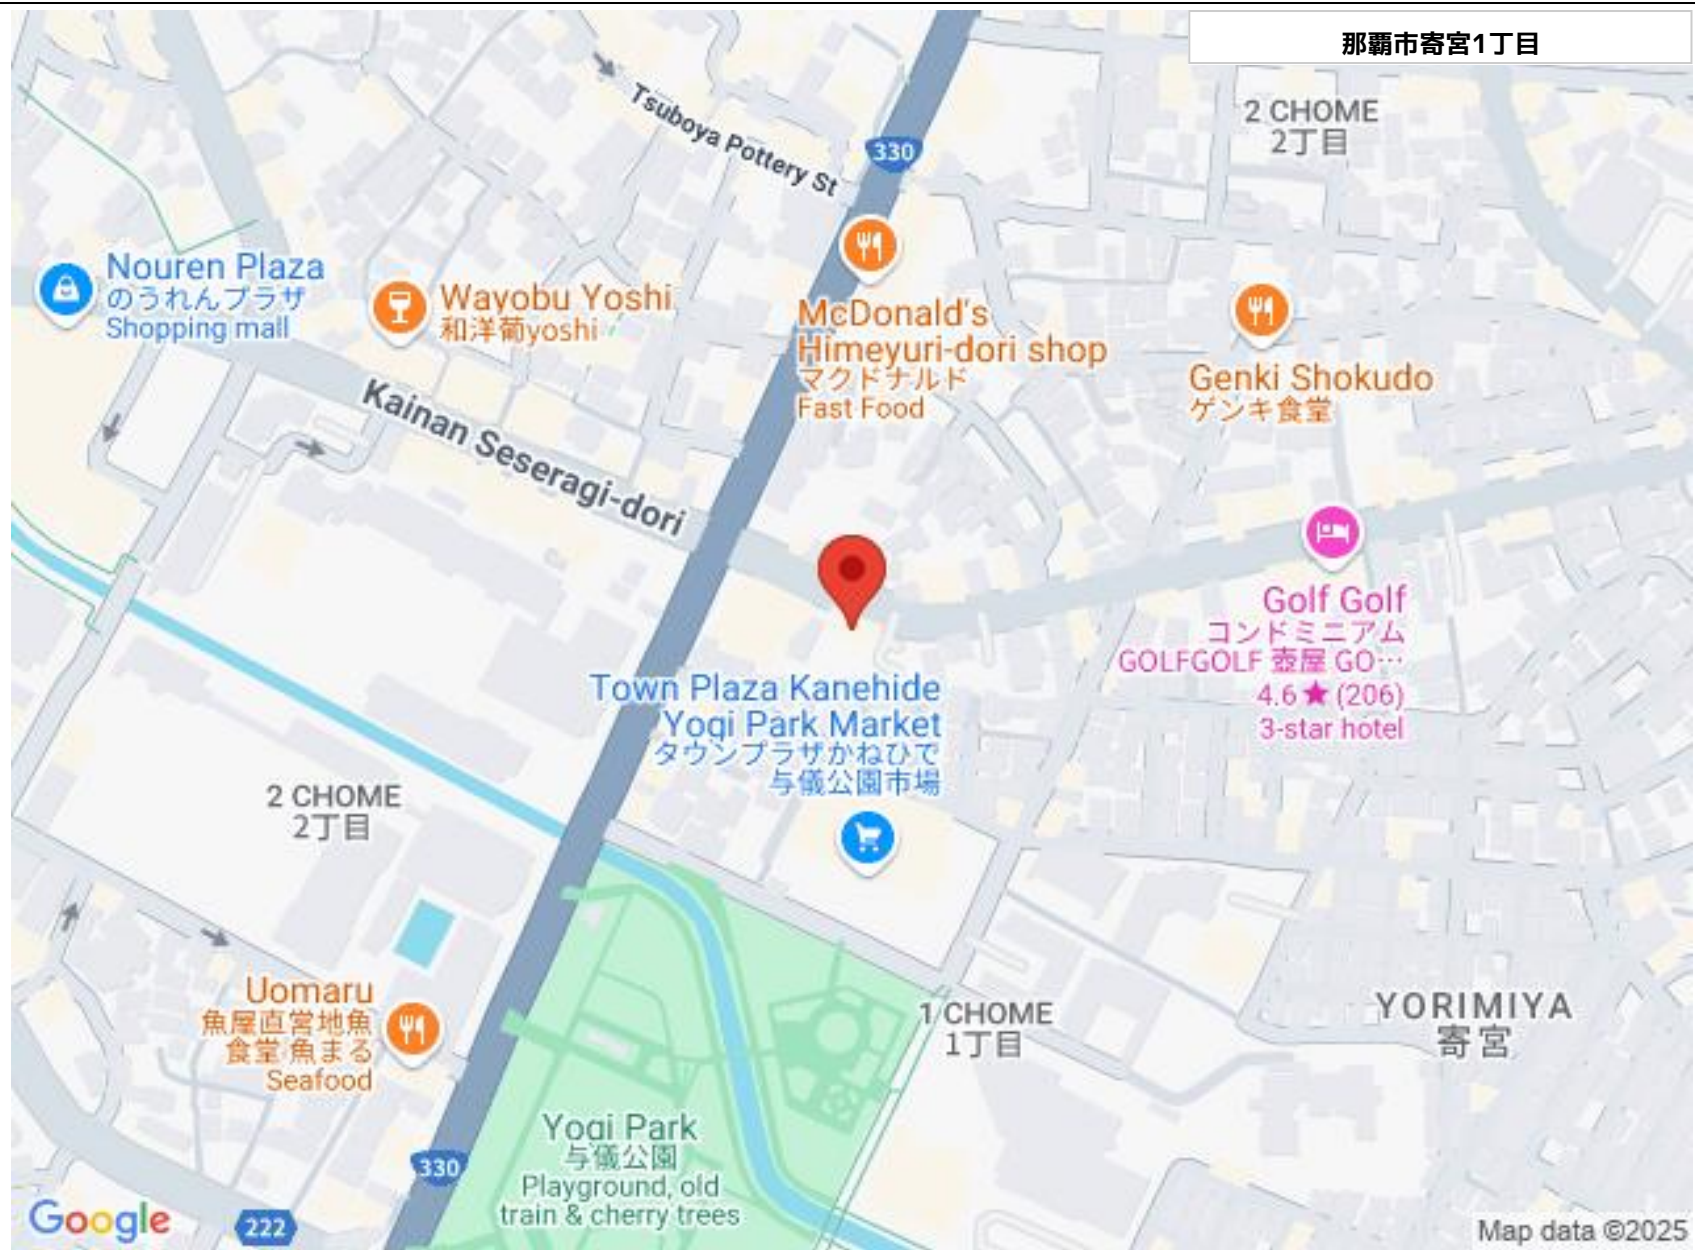 那覇市寄宮1丁目
2 CHOME
2丁目
Tsuboya Pottery St
330
Nouren Plaza
のうれんプラザ
Shopping mall
Wayobu Yoshi
和洋葡yoshi
McDonald's
Himeyuri-dori shop
マクドナルド
Fast Food
Genki Shokudo
ゲンキ食堂
Kainan Seseragi-dori
Golf Golf
コンドミニアム
GOLFGOLF 壺屋 GO…
4.6★(206)
3-star hotel
Town Plaza Kanehide
Yogi Park Market
タウンプラザかねひで
与儀公園市場
2 CHOME
2丁目
Uomaru
魚屋直営地魚
食堂 魚まる
Seafood
1 CHOME
1丁目
YORIMIYA
寄宮
Yogi Park
与儀公園
Playground, old
train & cherry trees
330
222
Google
Map data ©2025